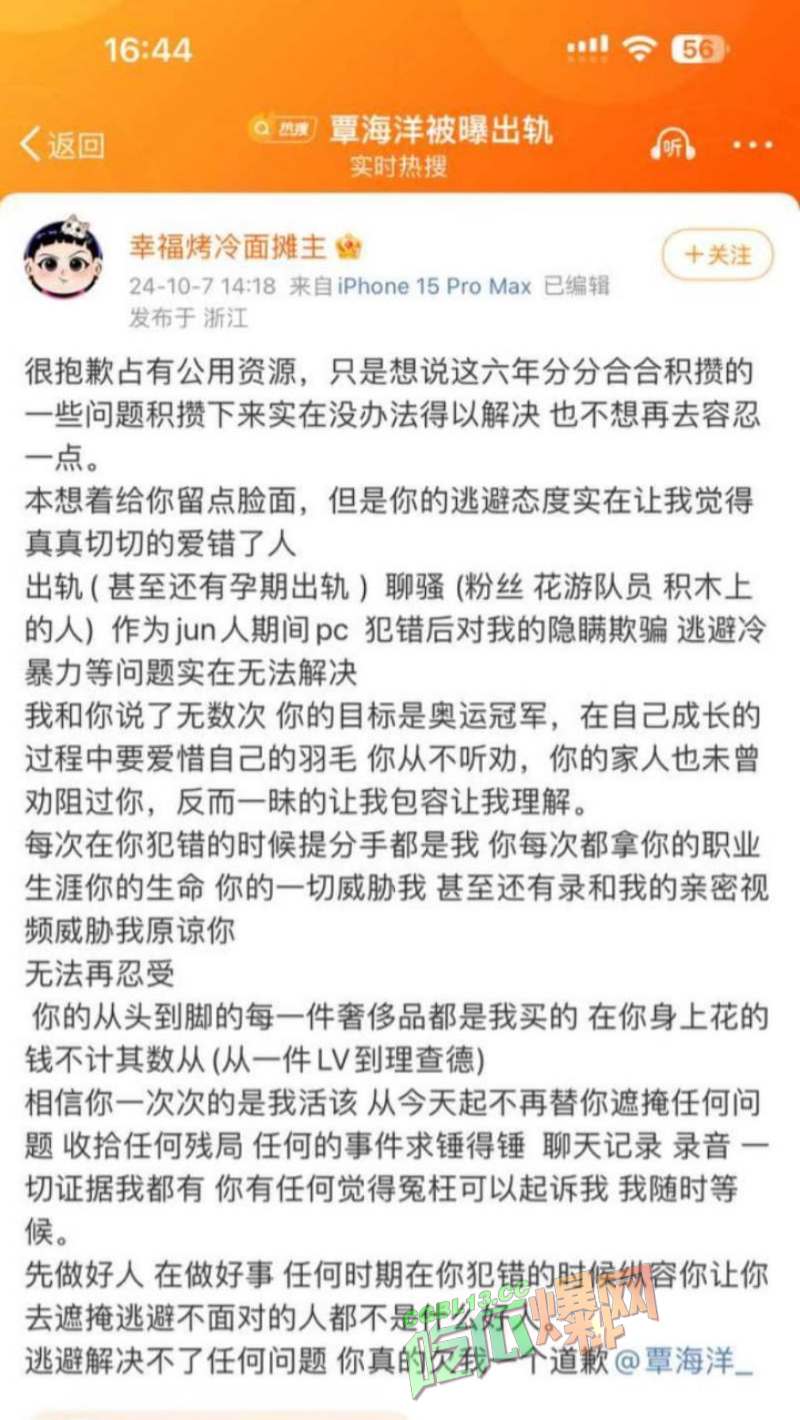 16:44
56
返回
热搜
覃海洋被曝出轨
实时热搜
听
幸福烤冷面摊主
24-10-7 14:18 来自iPhone 15 Pro Max 已编辑
发布于 浙江
+关注
很抱歉占有公用资源，只是想说这六年分分合合积攒的
一些问题积攒下来实在没办法得以解决 也不想再去容忍
一点。
本想着给你留点脸面，但是你的逃避态度实在让我觉得
真真切切的爱错了人
出轨（甚至还有孕期出轨）聊骚（粉丝 花游队员 积木上
的人）作为jun人期间pc 犯错后对我的隐瞒欺骗 逃避冷
暴力等问题实在无法解决
我和你说了无数次 你的目标是奥运冠军，在自己成长的
过程中要爱惜自己的羽毛 你从不听劝，你的家人也未曾
劝阻过你，反而一昧的让我包容让我理解。
每次在你犯错的时候提分手都是我 你每次都拿你的职业
生涯你的生命 你的一切威胁我 甚至还有录和我的亲密视
频威胁我原谅你
无法再忍受
你的从头到脚的每一件奢侈品都是我买的 在你身上花的
钱不计其数从(从一件LV到理查德)
相信你一次次的是我活该 从今天起不再替你遮掩任何问
题 收拾任何残局 任何的事件求锤得锤 聊天记录 录音 一
切证据我都有 你有任何觉得冤枉可以起诉我 我随时等
候。
先做好人 在做好事 任何时期在你犯错的时候纵容你让你
去遮掩逃避不面对的人都不是什么好人
逃避解决不了任何问题 你真的欠我一个道歉@覃海洋_
CGBL13.CC
吃瓜爆网